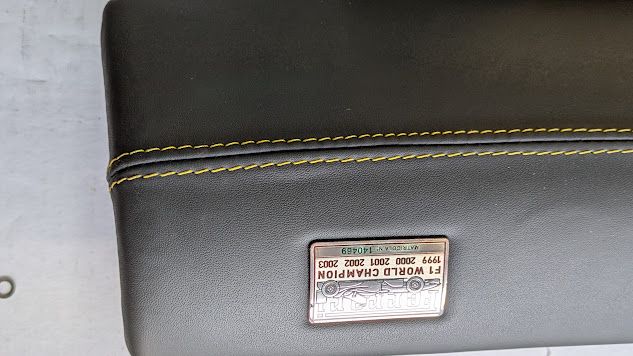 Ferrari
F1 WORLD CHAMPION
1999 2000 2001 2002 2003
MATRICOLA N° 140469